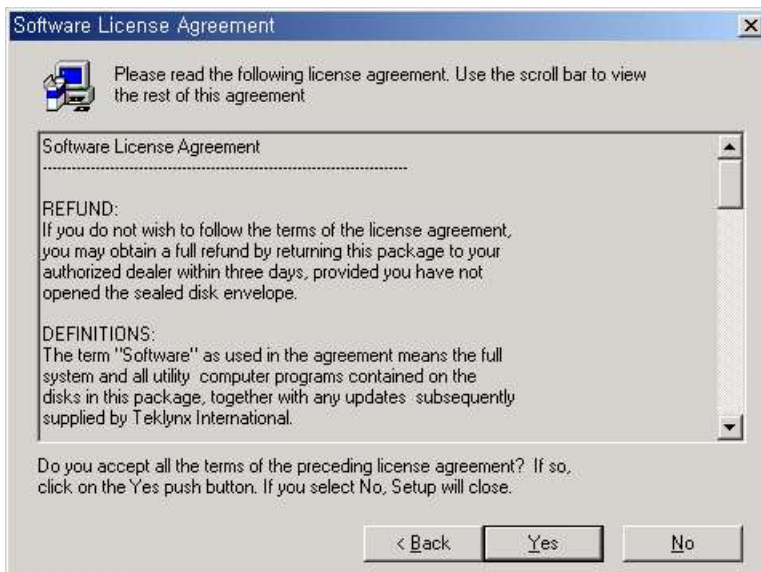 Software License Agreement
Please read the following license agreement. Use the scroll bar to view
the rest of this agreement
Software License Agreement
--------------------------------------------------------------------------
REFUND:
If you do not wish to follow the terms of the license agreement,
you may obtain a full refund by returning this package to your
authorized dealer within three days, provided you have not
opened the sealed disk envelope.
DEFINITIONS:
The term "Software" as used in the agreement means the full
system and all utility  computer programs contained on the
disks in this package, together with any updates  subsequently
supplied by Teklynx International.
Do you accept all the terms of the preceding license agreement?  If so,
click on the Yes push button. If you select No, Setup will close.
< Back
Yes
No